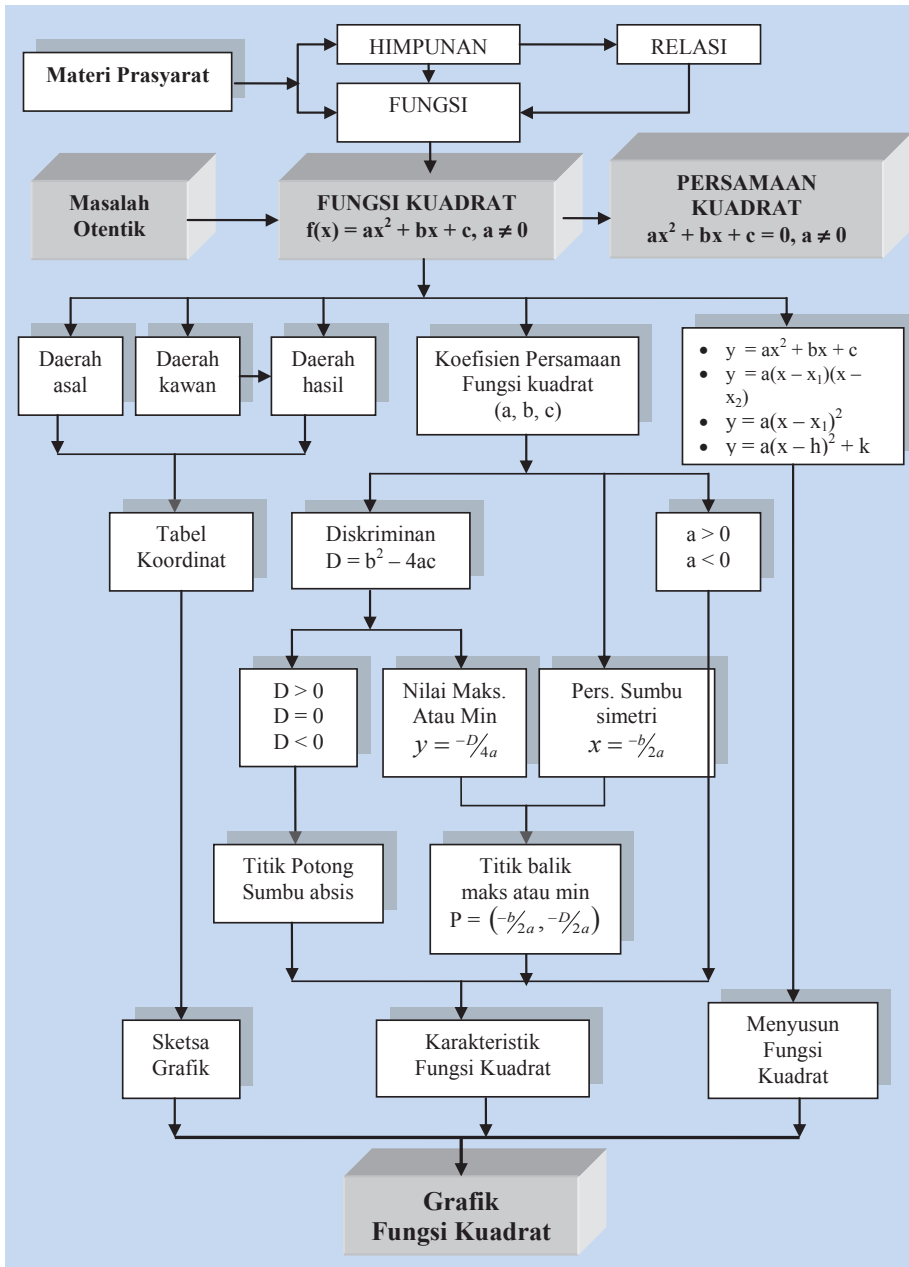 HIMPUNAN
RELASI
Materi Prasyarat
FUNGSI
Masalah
Otentik
FUNGSI KUADRAT
f(x) = ax² + bx + c, a ≠ 0
PERSAMAAN
KUADRAT
ax² + bx + c = 0, a ≠ 0
Daerah
asal
Daerah
kawan
Daerah
hasil
Koefisien Persamaan
Fungsi kuadrat
(a, b, c)
• y = ax² + bx + c
• y = a(x – x₁)(x –
x₂)
• y = a(x – x₁)²
• y = a(x – h)² + k
Tabel
Koordinat
Diskriminan
D = b² – 4ac
a > 0
a < 0
D > 0
D = 0
D < 0
Nilai Maks.
Atau Min
y = –D/4a
Pers. Sumbu
simetri
x = –b/2a
Titik Potong
Sumbu absis
Titik balik
maks atau min
P = (–b/2a , –D/2a)
Sketsa
Grafik
Karakteristik
Fungsi Kuadrat
Menyusun
Fungsi
Kuadrat
Grafik
Fungsi Kuadrat